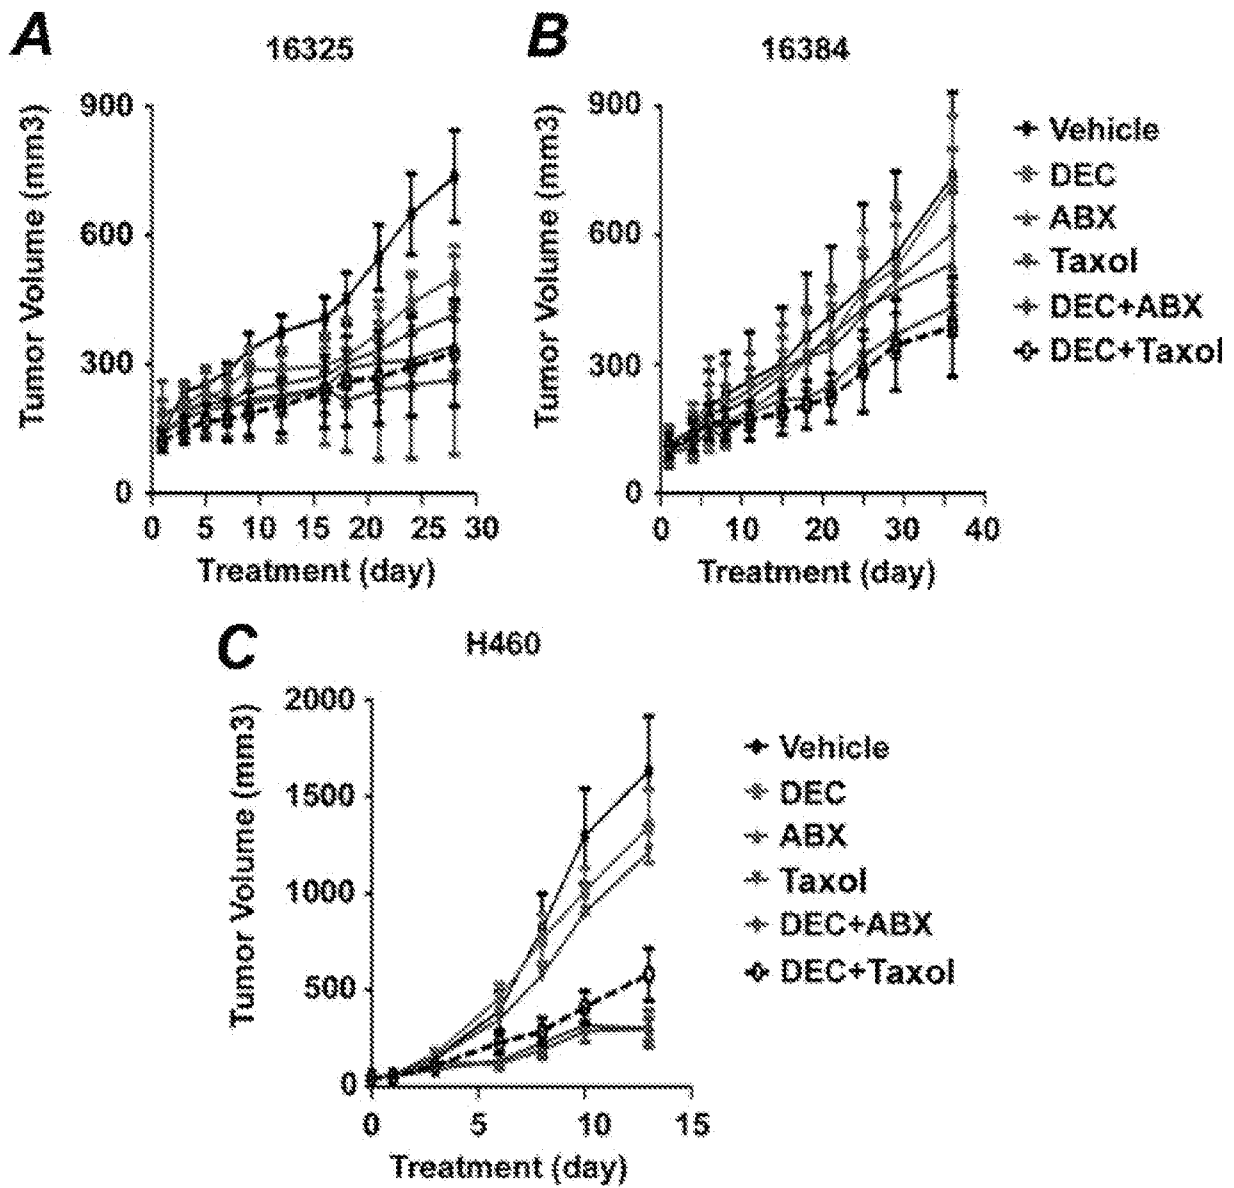 A
16325
Tumor Volume (mm3)
900
600
300
0
0 5 10 15 20 25 30
Treatment (day)
B
16384
Tumor Volume (mm3)
900
600
300
0
0 10 20 30 40
Treatment (day)
Vehicle
DEC
ABX
Taxol
DEC+ABX
DEC+Taxol
C
H460
Tumor Volume (mm3)
2000
1500
1000
500
0
0 5 10 15
Treatment (day)
Vehicle
DEC
ABX
Taxol
DEC+ABX
DEC+Taxol